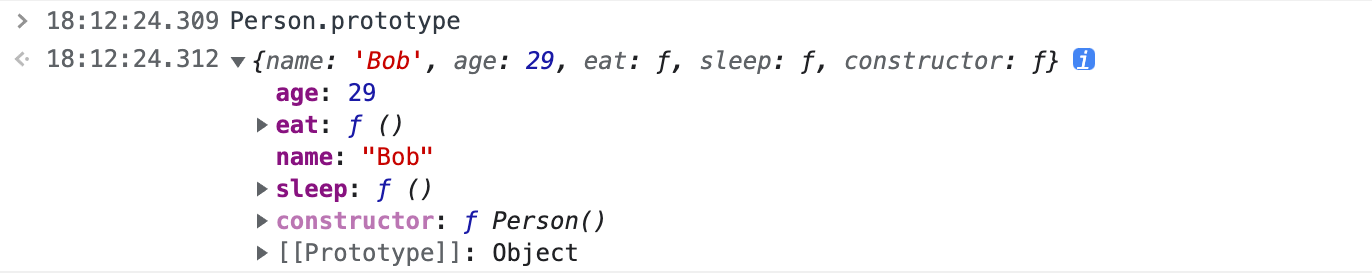 18:12:24.309 Person.prototype
18:12:24.312 {name: 'Bob', age: 29, eat: ƒ, sleep: ƒ, constructor: ƒ} i
age: 29
eat: ƒ ()
name: "Bob"
sleep: ƒ ()
constructor: ƒ Person()
[[Prototype]]: Object